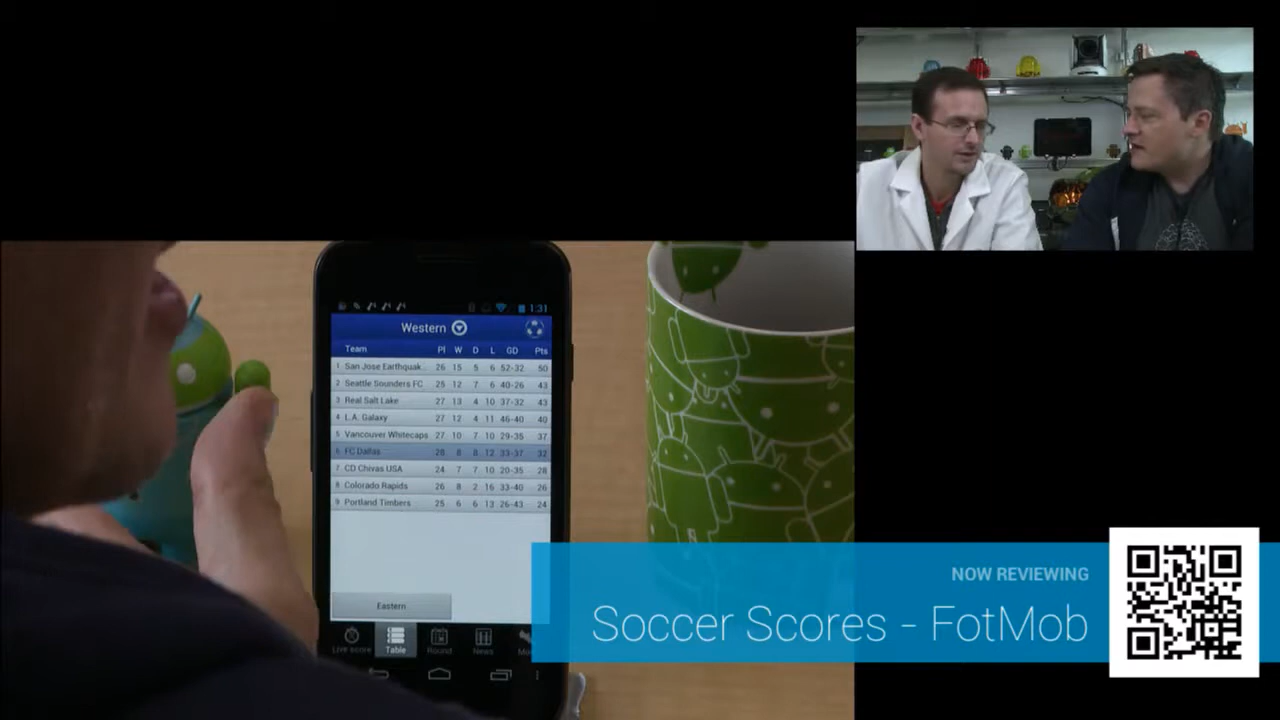 1:31
Western
Team Pl W D L GD Pts
1 San Jose Earthquak.. 26 15 5 6 52-32 50
2 Seattle Sounders FC 25 12 7 6 40-26 43
3 Real Salt Lake 27 13 4 10 37-32 43
4 L.A. Galaxy 27 12 4 11 46-40 40
5 Vancouver Whitecaps 27 10 7 10 29-35 37
6 FC Dallas 28 8 8 12 33-37 32
7 CD Chivas USA 24 7 7 10 20-35 28
8 Colorado Rapids 26 8 2 16 33-40 26
9 Portland Timbers 25 6 6 13 26-43 24
Eastern
Live score Table Round News
NOW REVIEWING
Soccer Scores - FotMob